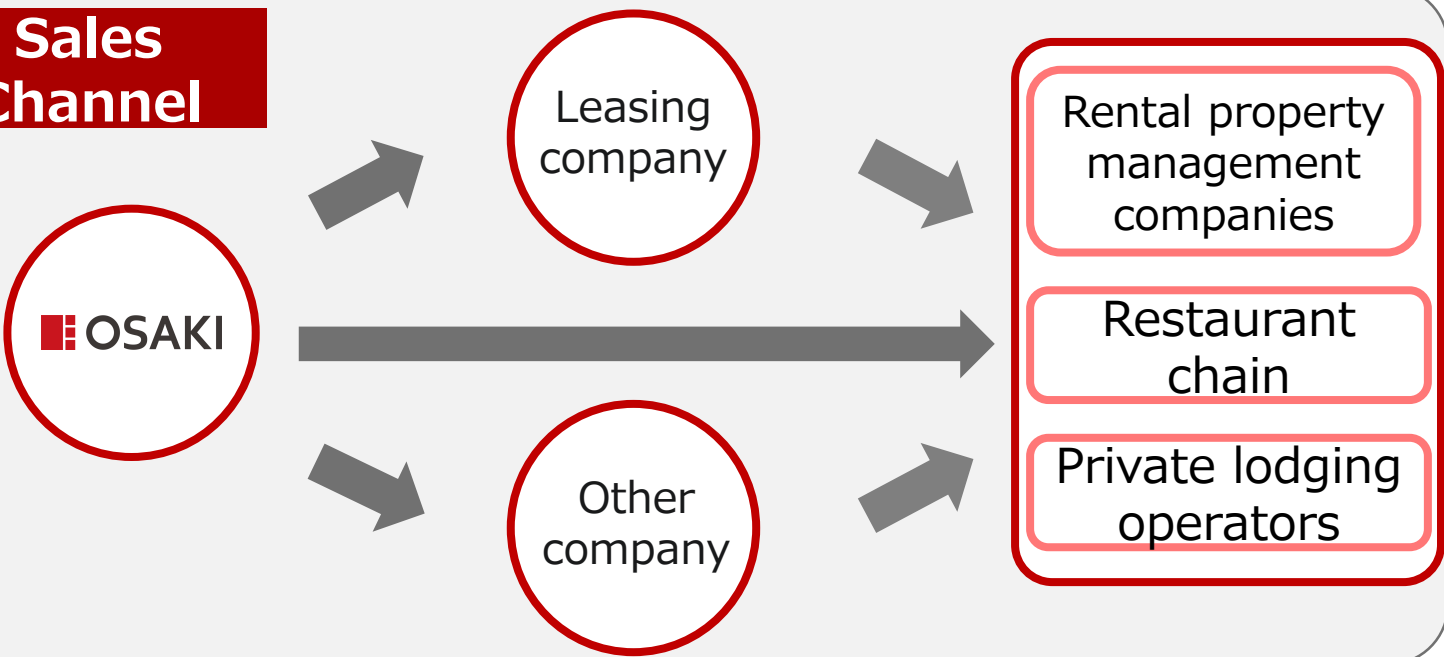 Sales
Channel
Leasing
company
Rental property
management
companies
OSAKI
Restaurant
chain
Other
company
Private lodging
operators